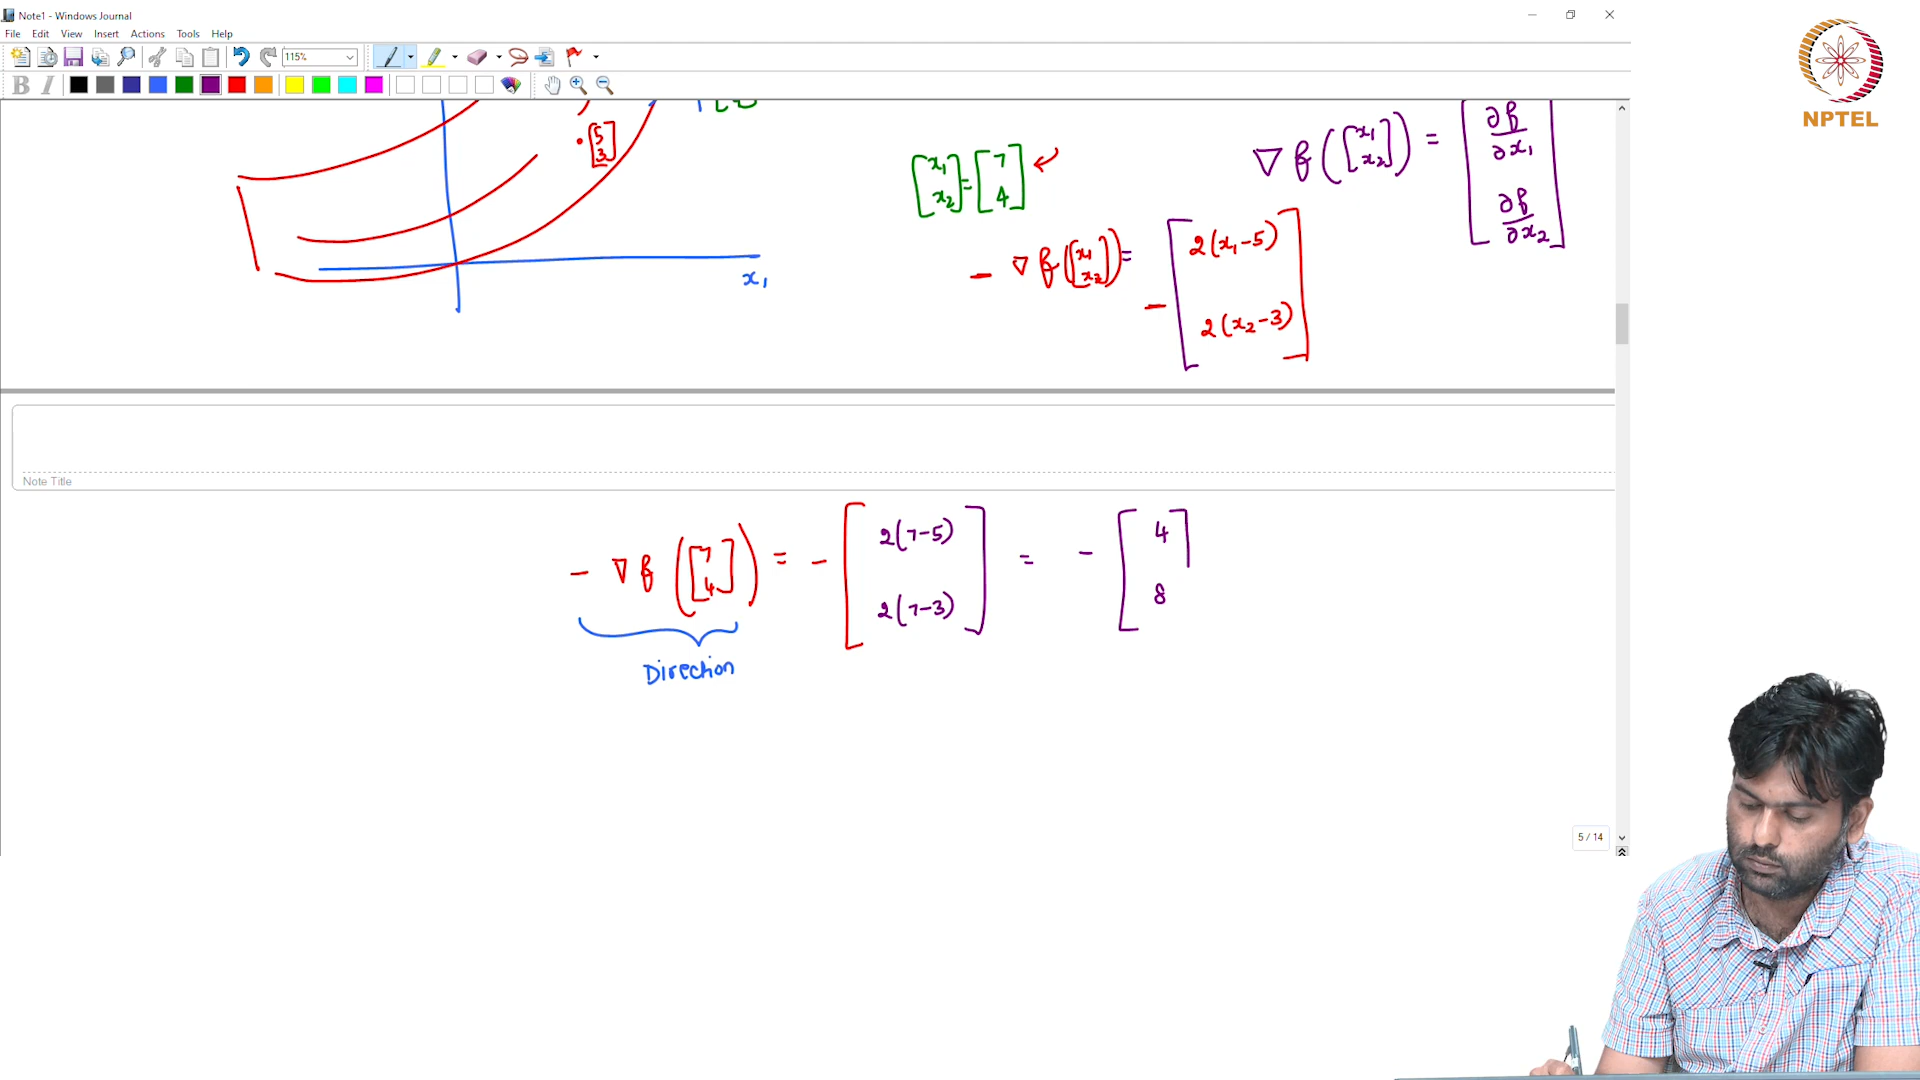 Note1 - Windows Journal
File Edit View Insert Actions Tools Help
115%
B I
NPTEL
[5 3]
x₁
[x₁ x₂] = [7 4]
∇f([x₁ x₂]) = [∂f/∂x₁ ∂f/∂x₂]
- ∇f([x₁ x₂]) = - [2(x₁-5) 2(x₂-3)]
Note Title
- ∇f([7 4]) = - [2(7-5) 2(7-3)] = - [4 8]
Direction
5 / 14